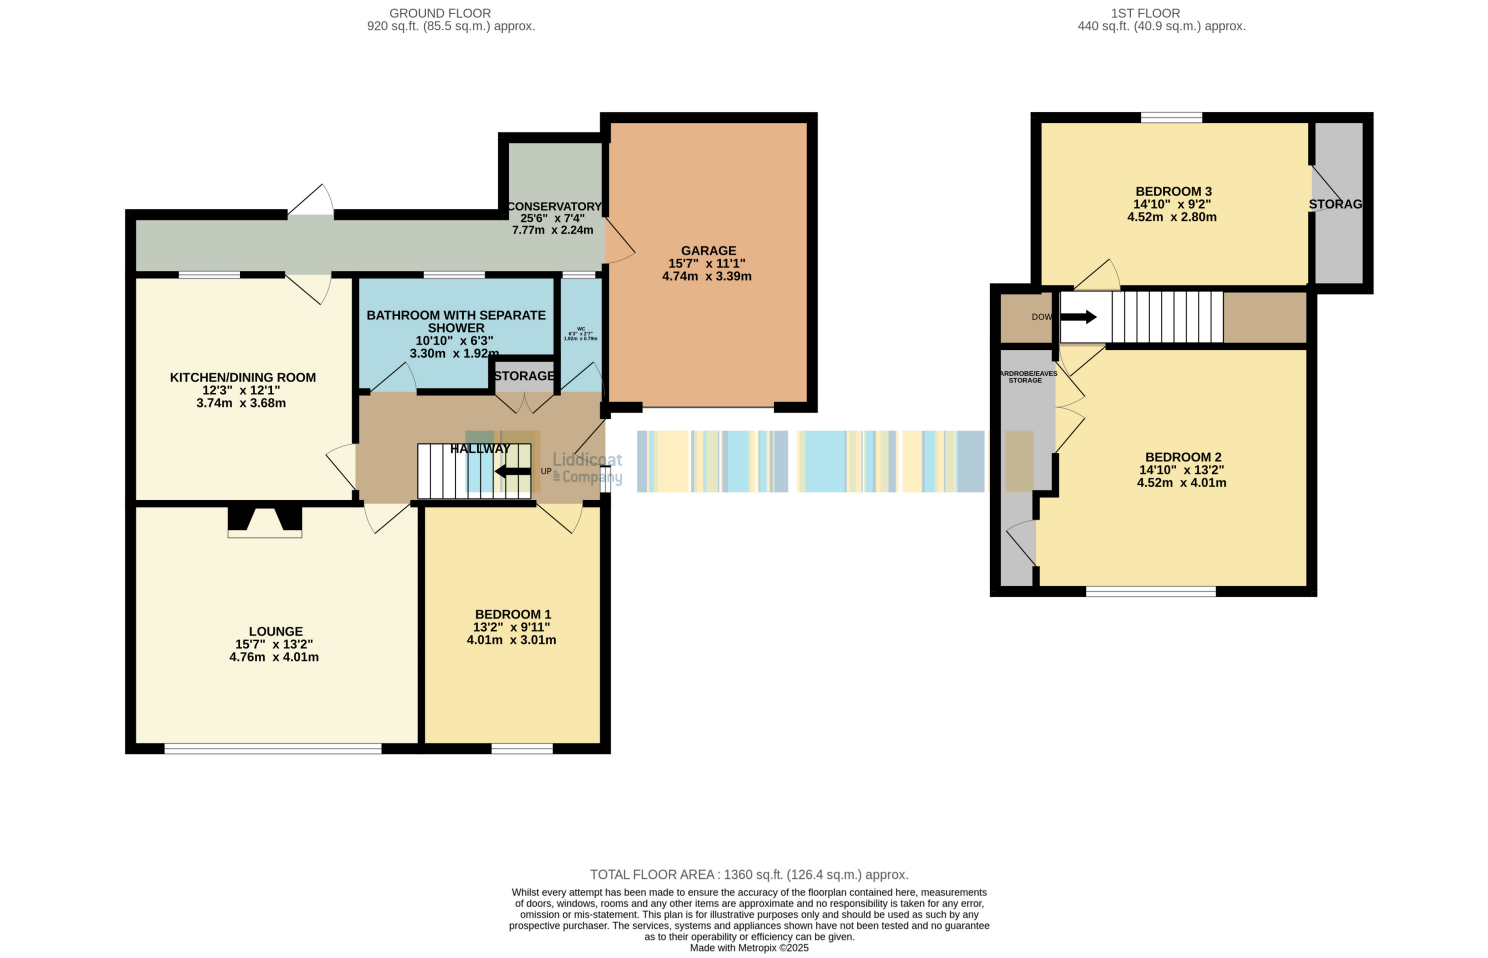 GROUND FLOOR
920 sq.ft. (85.5 sq.m.) approx.
1ST FLOOR
440 sq.ft. (40.9 sq.m.) approx.
CONSERVATORY
25'6" x 7'4"
7.77m x 2.24m
GARAGE
15'7" x 11'1"
4.74m x 3.39m
BATHROOM WITH SEPARATE
SHOWER
10'10" x 6'3"
3.30m x 1.92m
WC
6'3" x 2'7"
1.92m x 0.79m
STORAGE
KITCHEN/DINING ROOM
12'3" x 12'1"
3.74m x 3.68m
HALLWAY
UP
Liddicoat
& Company
LOUNGE
15'7" x 13'2"
4.76m x 4.01m
BEDROOM 1
13'2" x 9'11"
4.01m x 3.01m
BEDROOM 3
14'10" x 9'2"
4.52m x 2.80m
STORAG
DOW
ARDROBE/EAVES
STORAGE
BEDROOM 2
14'10" x 13'2"
4.52m x 4.01m
TOTAL FLOOR AREA : 1360 sq.ft. (126.4 sq.m.) approx.
Whilst every attempt has been made to ensure the accuracy of the floorplan contained here, measurements
of doors, windows, rooms and any other items are approximate and no responsibility is taken for any error,
omission or mis-statement. This plan is for illustrative purposes only and should be used as such by any
prospective purchaser. The services, systems and appliances shown have not been tested and no guarantee
as to their operability or efficiency can be given.
Made with Metropix ©2025